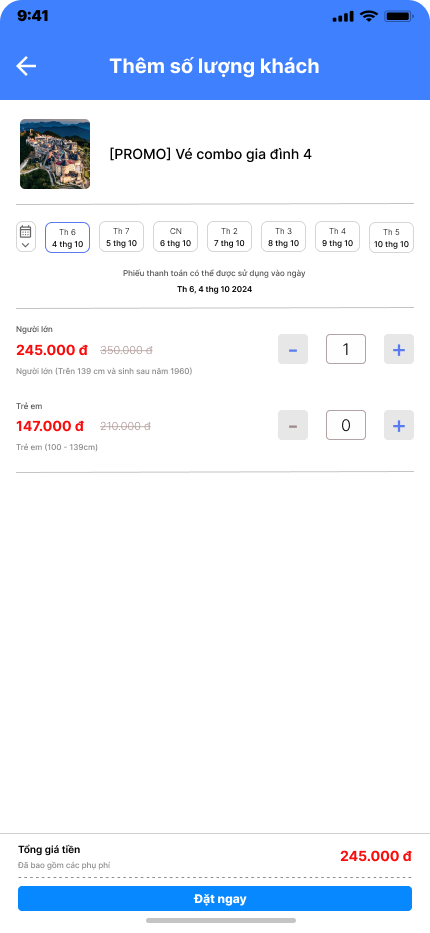 9:41
Thêm số lượng khách
[PROMO] Vé combo gia đình 4
Th 6 Th 7 CN Th 2 Th 3 Th 4 Th 5
4 thg 10 5 thg 10 6 thg 10 7 thg 10 8 thg 10 9 thg 10 10 thg 10
Phiếu thanh toán có thể được sử dụng vào ngày
Th 6, 4 thg 10 2024
Người lớn
245.000 đ 350.000 đ - 1 +
Người lớn (Trên 139 cm và sinh sau năm 1960)
Trẻ em
147.000 đ 210.000 đ - 0 +
Trẻ em (100 - 139cm)
Tổng giá tiền
245.000 đ
Đã bao gồm các phụ phí
Đặt ngay